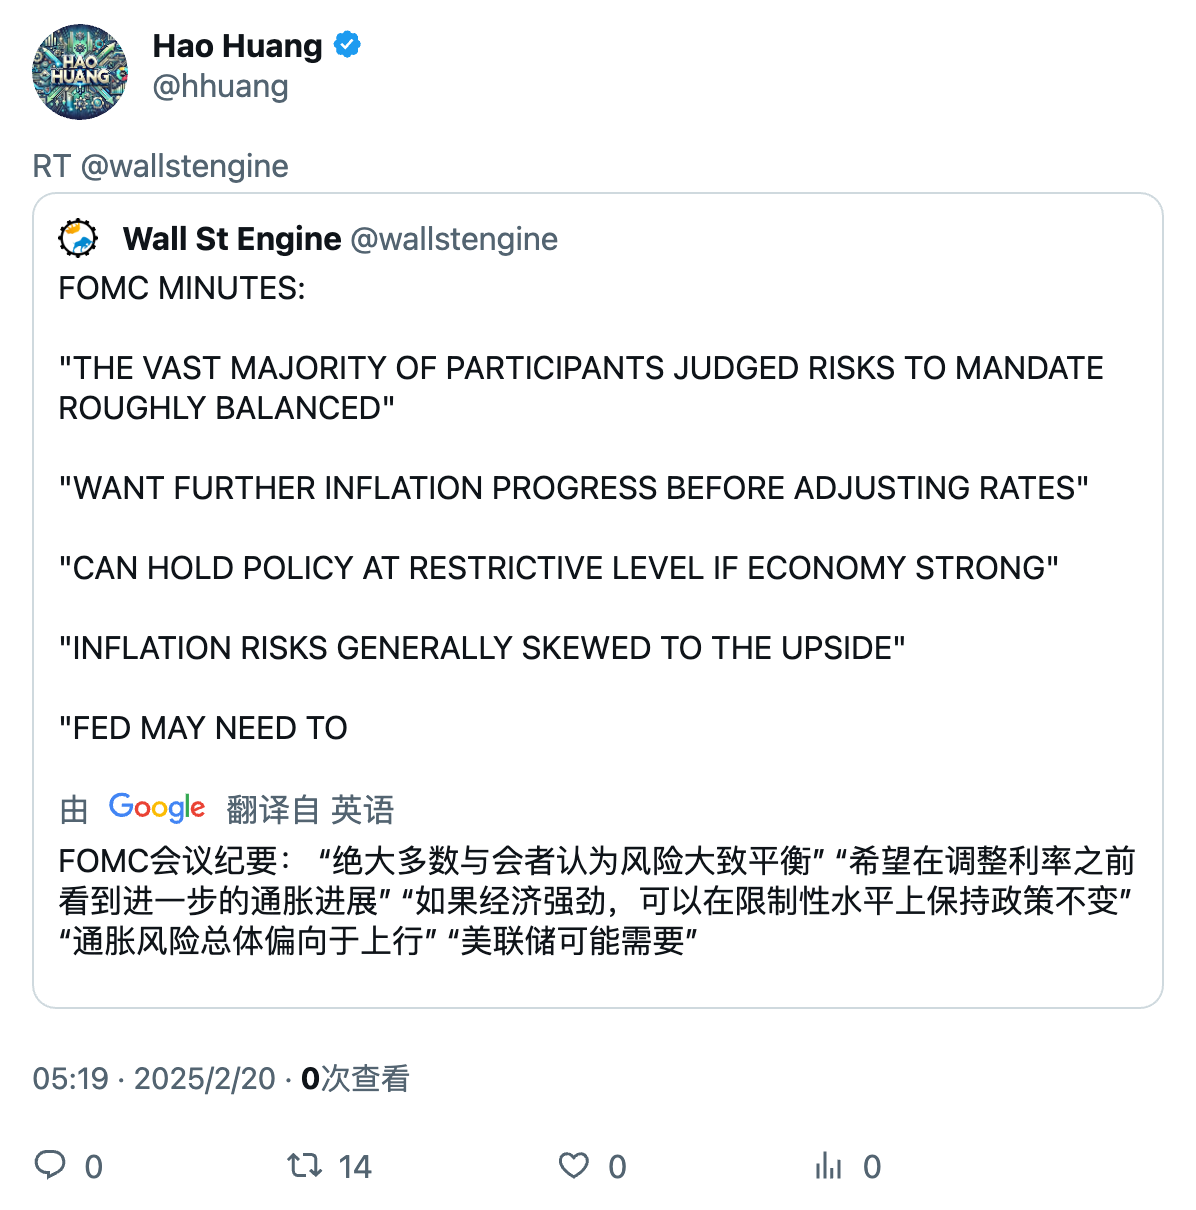 HAO
HUANG
Hao Huang
@hhuang
RT @wallstengine
Wall St Engine @wallstengine
FOMC MINUTES:
"THE VAST MAJORITY OF PARTICIPANTS JUDGED RISKS TO MANDATE
ROUGHLY BALANCED"
"WANT FURTHER INFLATION PROGRESS BEFORE ADJUSTING RATES"
"CAN HOLD POLICY AT RESTRICTIVE LEVEL IF ECONOMY STRONG"
"INFLATION RISKS GENERALLY SKEWED TO THE UPSIDE"
"FED MAY NEED TO
由 Google 翻译自 英语
FOMC会议纪要： “绝大多数与会者认为风险大致平衡” “希望在调整利率之前
看到进一步的通胀进展” “如果经济强劲，可以在限制性水平上保持政策不变”
“通胀风险总体偏向于上行” “美联储可能需要”
05:19 · 2025/2/20 · 0次查看
0 14 0 0